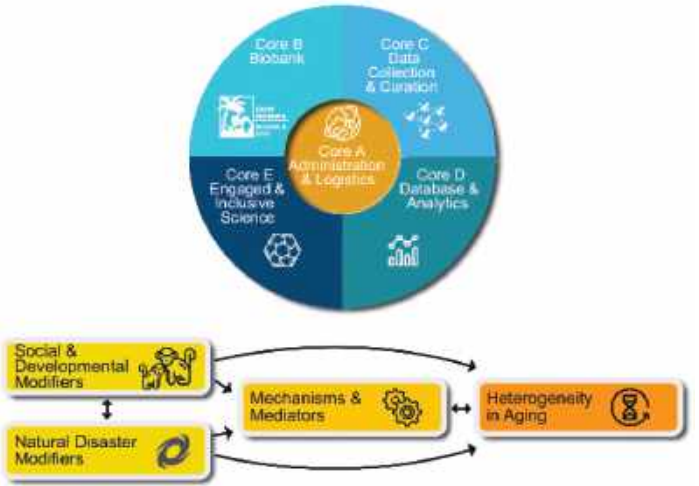 Core B
Biobank
Core C
Data
Collection
& Curation
Core A
Administration
& Logistics
Core E
Engaged &
Inclusive
Science
Core D
Database &
Analytics
Social &
Developmental
Modifiers
Mechanisms &
Mediators
Heterogeneity
in Aging
Natural Disaster
Modifiers